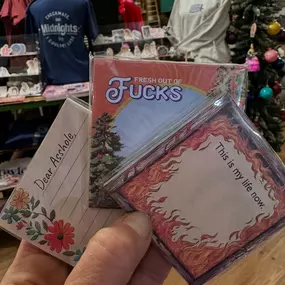 Midnights
FRESH OUT OF
FUCKS
Dear Asshole,
This is my life now.